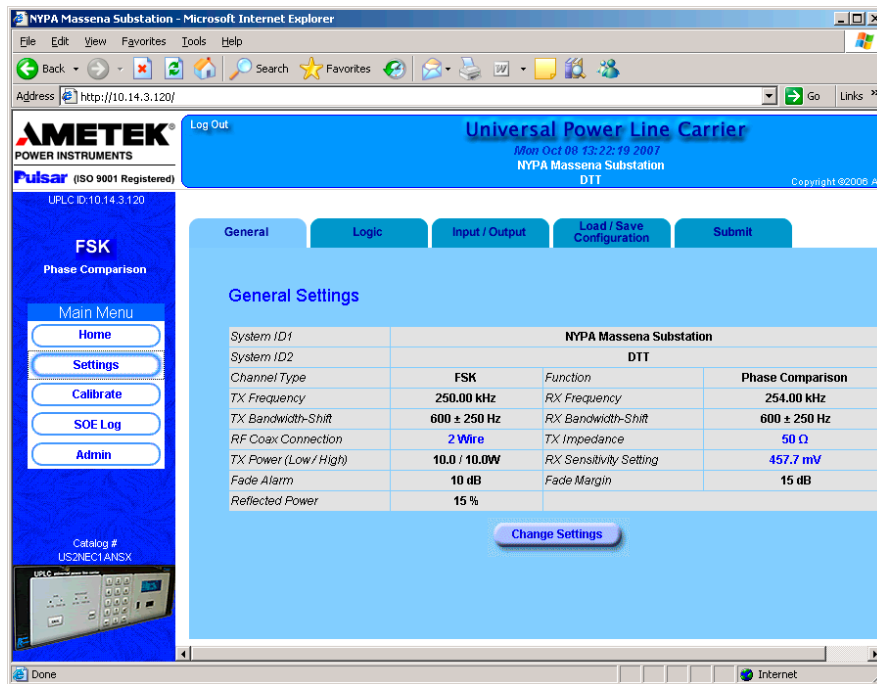 NYPA Massena Substation - Microsoft Internet Explorer
File Edit View Favorites Tools Help
Back Search Favorites
Address http://10.14.3.120/ Go Links »
AMETEK®
POWER INSTRUMENTS
Pulsar (ISO 9001 Registered)
Log Out
Universal Power Line Carrier
Mon Oct 08 13:22:19 2007
NYPA Massena Substation
DTT
Copyright ©2006 A
UPLC ID:10.14.3.120
FSK
Phase Comparison
Main Menu
Home
Settings
Calibrate
SOE Log
Admin
Catalog #
US2NEC1ANSX
General Logic Input / Output Load / Save Configuration Submit
General Settings
System ID1 NYPA Massena Substation
System ID2 DTT
Channel Type FSK Function Phase Comparison
TX Frequency 250.00 kHz RX Frequency 254.00 kHz
TX Bandwidth-Shift 600 ± 250 Hz RX Bandwidth-Shift 600 ± 250 Hz
RF Coax Connection 2 Wire TX Impedance 50 Ω
TX Power (Low / High) 10.0 / 10.0W RX Sensitivity Setting 457.7 mV
Fade Alarm 10 dB Fade Margin 15 dB
Reflected Power 15 %
Change Settings
UPLC
Done Internet